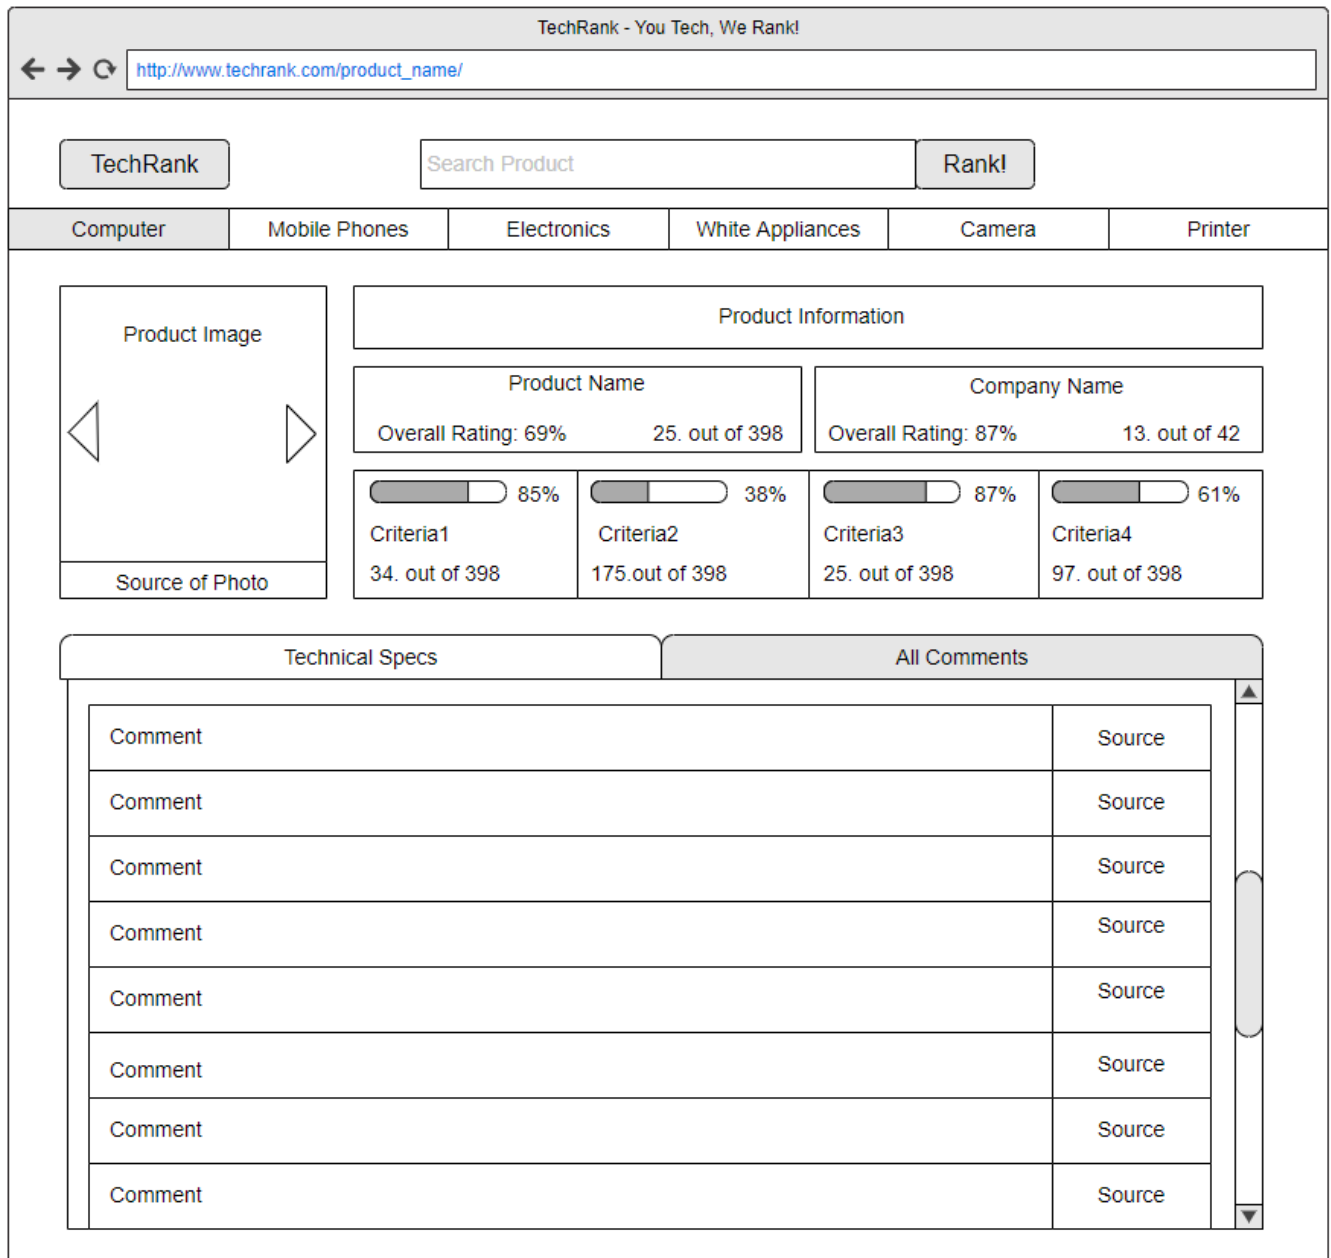 TechRank - You Tech, We Rank!
http://www.techrank.com/product_name/
TechRank
Search Product
Rank!
Computer
Mobile Phones
Electronics
White Appliances
Camera
Printer
Product Image
Source of Photo
Product Information
Product Name
Overall Rating: 69%
25. out of 398
Company Name
Overall Rating: 87%
13. out of 42
85%
Criteria1
34. out of 398
38%
Criteria2
175.out of 398
87%
Criteria3
25. out of 398
61%
Criteria4
97. out of 398
Technical Specs
All Comments
Comment
Source
Comment
Source
Comment
Source
Comment
Source
Comment
Source
Comment
Source
Comment
Source
Comment
Source